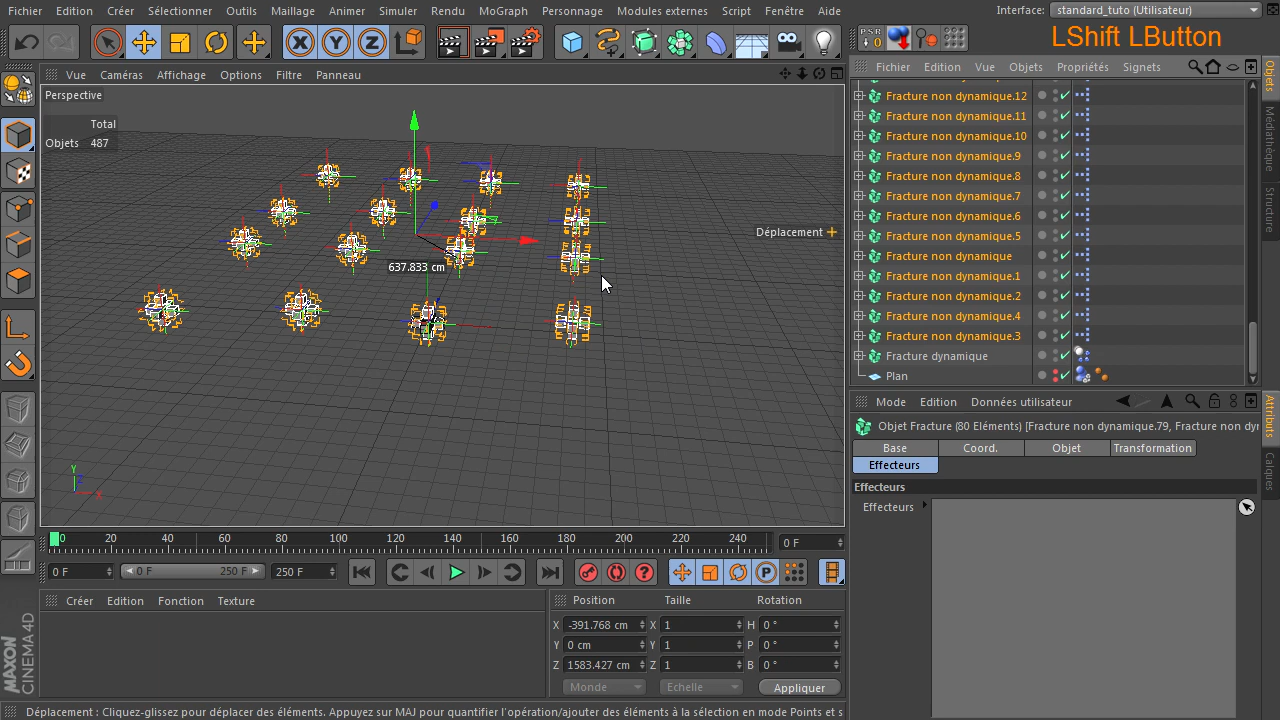 Fichier Edition Créer Sélectionner Outils Maillage Animer Simuler Rendu MoGraph Personnage Modules externes Script Fenêtre Aide Interface: standard_tuto (Utilisateur)
X Y Z PSR 0 LShift LButton
Vue Caméras Affichage Options Filtre Panneau
Fichier Edition Vue Objets Propriétés Signets
Perspective
Total
Objets 487
Déplacement
637.833 cm
Fracture non dynamique.12
Fracture non dynamique.11
Fracture non dynamique.10
Fracture non dynamique.9
Fracture non dynamique.8
Fracture non dynamique.7
Fracture non dynamique.6
Fracture non dynamique.5
Fracture non dynamique
Fracture non dynamique.1
Fracture non dynamique.2
Fracture non dynamique.4
Fracture non dynamique.3
Fracture dynamique
Plan
Objets
Médiathèque
Structure
Mode Edition Données utilisateur
Objet Fracture (80 Eléments) [Fracture non dynamique.79, Fracture non dyn
Base Coord. Objet Transformation
Effecteurs
Effecteurs
Effecteurs
Attributs
Calques
Y
X
0 20 40 60 80 100 120 140 160 180 200 220 240 0 F
0 F 0 F 250 F 250 F P
Créer Edition Fonction Texture
Position Taille Rotation
X -391.768 cm X 1 H 0 °
Y 0 cm Y 1 P 0 °
Z 1583.427 cm Z 1 B 0 °
Monde Echelle Appliquer
MAXON
CINEMA 4D
Déplacement : Cliquez-glissez pour déplacer des éléments. Appuyez sur MAJ pour quantifier l'opération/ajouter des éléments à la sélection en mode Points et s